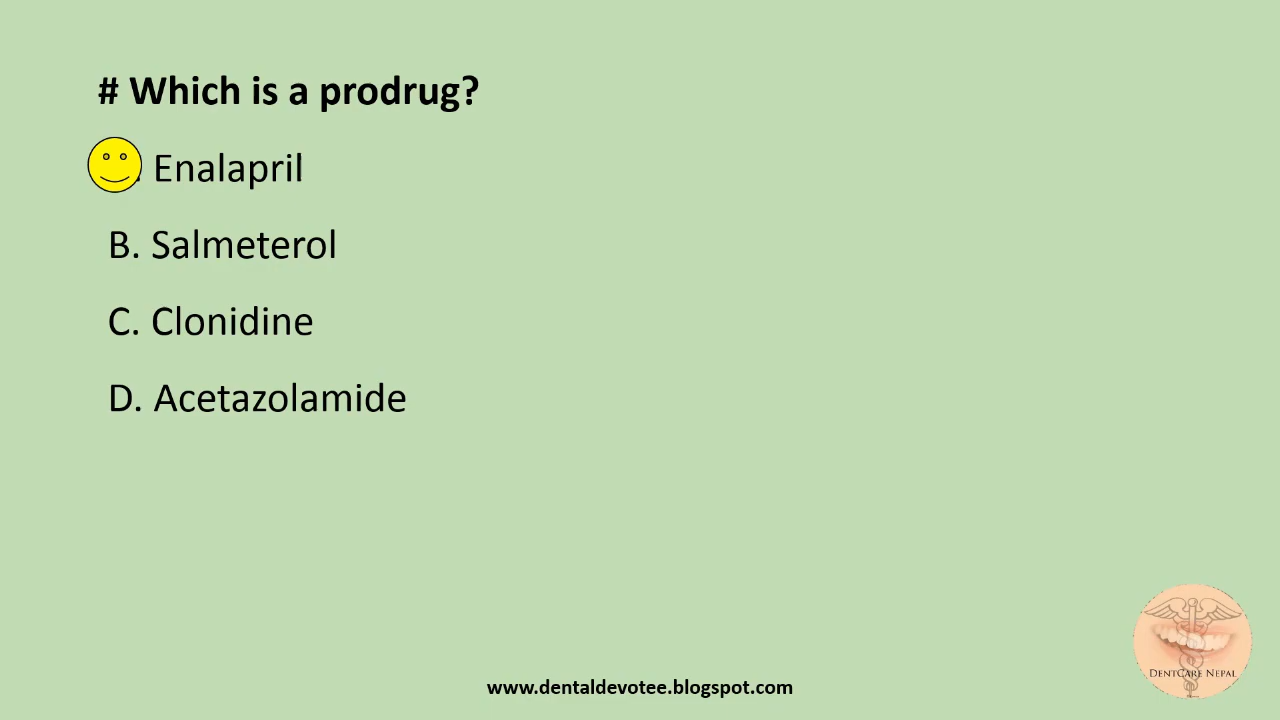 # Which is a prodrug?
. Enalapril
B. Salmeterol
C. Clonidine
D. Acetazolamide
DentCare Nepal
www.dentaldevotee.blogspot.com